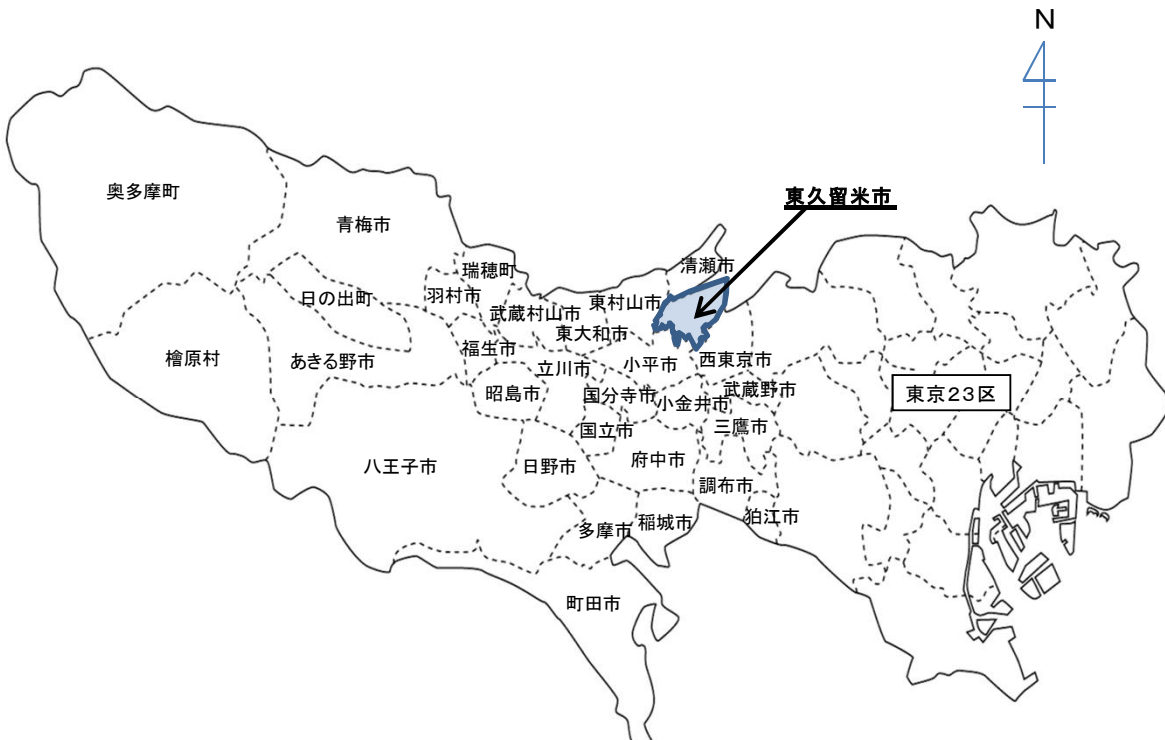 N
東久留米市
奥多摩町
青梅市
清瀬市
瑞穂町
羽村市
日の出町
武蔵村山市
東村山市
東大和市
福生市
檜原村
あきる野市
立川市
小平市
西東京市
昭島市
国分寺市
小金井市
武蔵野市
東京23区
三鷹市
国立市
八王子市
日野市
府中市
調布市
多摩市
稲城市
狛江市
町田市